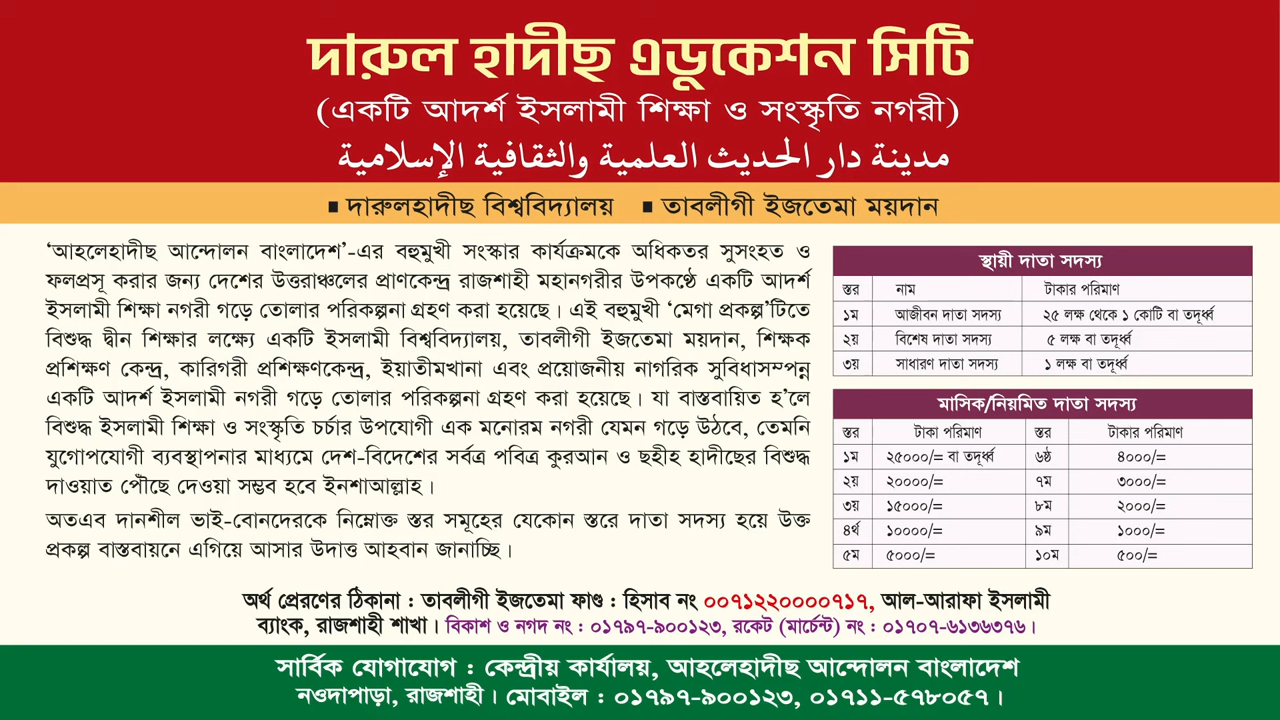 দারুল হাদীছ এডুকেশন সিটি
(একটি আদর্শ ইসলামী শিক্ষা ও সংস্কৃতি নগরী)
مدينة دار الحديث العلمية والثقافية الإسلامية
■ দারুলহাদীছ বিশ্ববিদ্যালয় ■ তাবলীগী ইজতেমা ময়দান
‘আহলেহাদীছ আন্দোলন বাংলাদেশ’-এর বহুমুখী সংস্কার কার্যক্রমকে অধিকতর সুসংহত ও
ফলপ্রসূ করার জন্য দেশের উত্তরাঞ্চলের প্রাণকেন্দ্র রাজশাহী মহানগরীর উপকণ্ঠে একটি আদর্শ
ইসলামী শিক্ষা নগরী গড়ে তোলার পরিকল্পনা গ্রহণ করা হয়েছে। এই বহুমুখী ‘মেগা প্রকল্প’টিতে
বিশুদ্ধ দ্বীন শিক্ষার লক্ষ্যে একটি ইসলামী বিশ্ববিদ্যালয়, তাবলীগী ইজতেমা ময়দান, শিক্ষক
প্রশিক্ষণ কেন্দ্র, কারিগরী প্রশিক্ষণকেন্দ্র, ইয়াতীমখানা এবং প্রয়োজনীয় নাগরিক সুবিধাসম্পন্ন
একটি আদর্শ ইসলামী নগরী গড়ে তোলার পরিকল্পনা গ্রহণ করা হয়েছে। যা বাস্তবায়িত হ’লে
বিশুদ্ধ ইসলামী শিক্ষা ও সংস্কৃতি চর্চার উপযোগী এক মনোরম নগরী যেমন গড়ে উঠবে, তেমনি
যুগোপযোগী ব্যবস্থাপনার মাধ্যমে দেশ-বিদেশের সর্বত্র পবিত্র কুরআন ও ছহীহ হাদীছের বিশুদ্ধ
দাওয়াত পৌঁছে দেওয়া সম্ভব হবে ইনশাআল্লাহ।
অতএব দানশীল ভাই-বোনদেরকে নিম্নোক্ত স্তর সমূহের যেকোন স্তরে দাতা সদস্য হয়ে উক্ত
প্রকল্প বাস্তবায়নে এগিয়ে আসার উদাত্ত আহবান জানাচ্ছি।
স্থায়ী দাতা সদস্য
স্তর নাম টাকার পরিমাণ
১ম আজীবন দাতা সদস্য ২৫ লক্ষ থেকে ১ কোটি বা তদূর্ধ্ব
২য় বিশেষ দাতা সদস্য ৫ লক্ষ বা তদূর্ধ্ব
৩য় সাধারণ দাতা সদস্য ১ লক্ষ বা তদূর্ধ্ব
মাসিক/নিয়মিত দাতা সদস্য
স্তর টাকা পরিমাণ স্তর টাকার পরিমাণ
১ম ২৫০০০/= বা তদূর্ধ্ব ৬ষ্ঠ ৪০০০/=
২য় ২০০০০/= ৭ম ৩০০০/=
৩য় ১৫০০০/= ৮ম ২০০০/=
৪র্থ ১০০০০/= ৯ম ১০০০/=
৫ম ৫০০০/= ১০ম ৫০০/=
অর্থ প্রেরণের ঠিকানা : তাবলীগী ইজতেমা ফাণ্ড : হিসাব নং ০০৭১২২০০০০৭১৭, আল-আরাফা ইসলামী
ব্যাংক, রাজশাহী শাখা। বিকাশ ও নগদ নং : ০১৭৯৭-৯০০১২৩, রকেট (মার্চেন্ট) নং : ০১৭০৭-৬১৩৬৩৭৬।
সার্বিক যোগাযোগ : কেন্দ্রীয় কার্যালয়, আহলেহাদীছ আন্দোলন বাংলাদেশ
নওদাপাড়া, রাজশাহী। মোবাইল : ০১৭৯৭-৯০০১২৩, ০১৭১১-৫৭৮০৫৭।